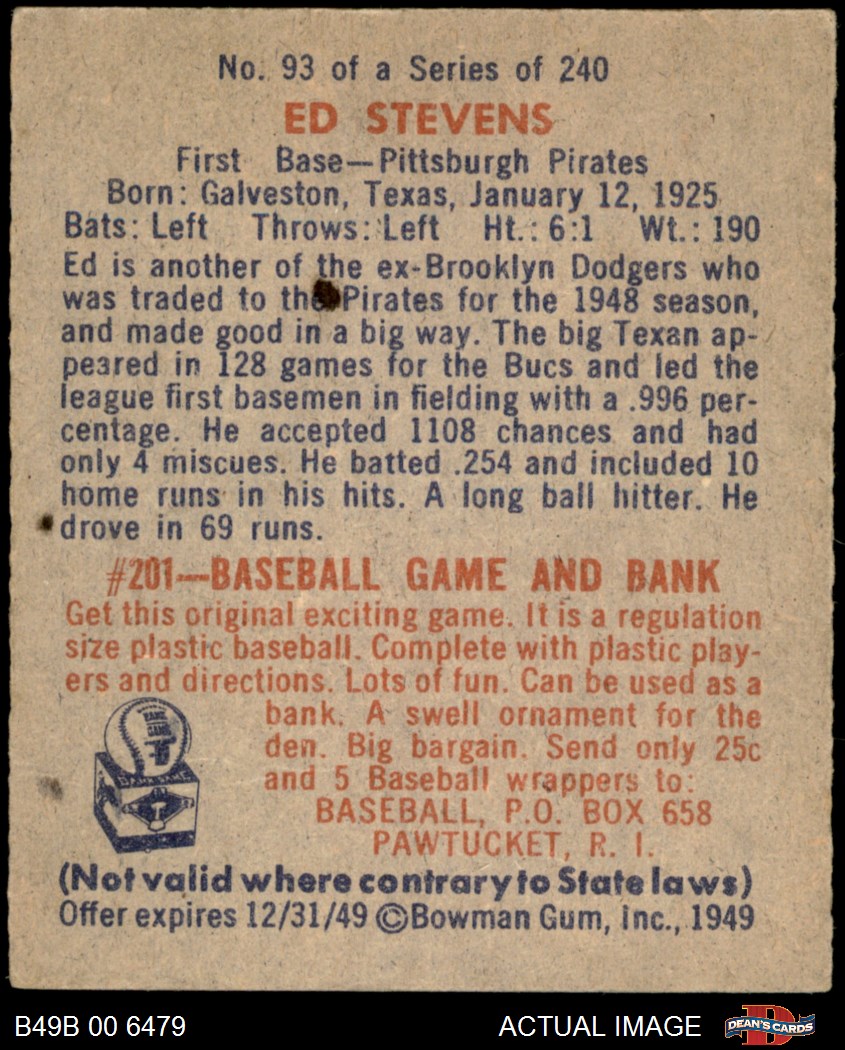 No. 93 of a Series of 240
ED STEVENS
First Base—Pittsburgh Pirates
Born: Galveston, Texas, January 12, 1925
Bats: Left Throws: Left Ht.: 6:1 Wt.: 190
Ed is another of the ex-Brooklyn Dodgers who
was traded to the Pirates for the 1948 season,
and made good in a big way. The big Texan ap-
peared in 128 games for the Bucs and led the
league first basemen in fielding with a .996 per-
centage. He accepted 1108 chances and had
only 4 miscues. He batted .254 and included 10
home runs in his hits. A long ball hitter. He
drove in 69 runs.
#201—BASEBALL GAME AND BANK
Get this original exciting game. It is a regulation
size plastic baseball. Complete with plastic play-
ers and directions. Lots of fun. Can be used as a
bank. A swell ornament for the
den. Big bargain. Send only 25c
and 5 Baseball wrappers to:
BASEBALL, P.O. BOX 658
PAWTUCKET, R. I.
BANK
GAME
(Not valid where contrary to State laws)
Offer expires 12/31/49 ©Bowman Gum, Inc., 1949
B49B 00 6479
ACTUAL IMAGE
DEAN'S CARDS